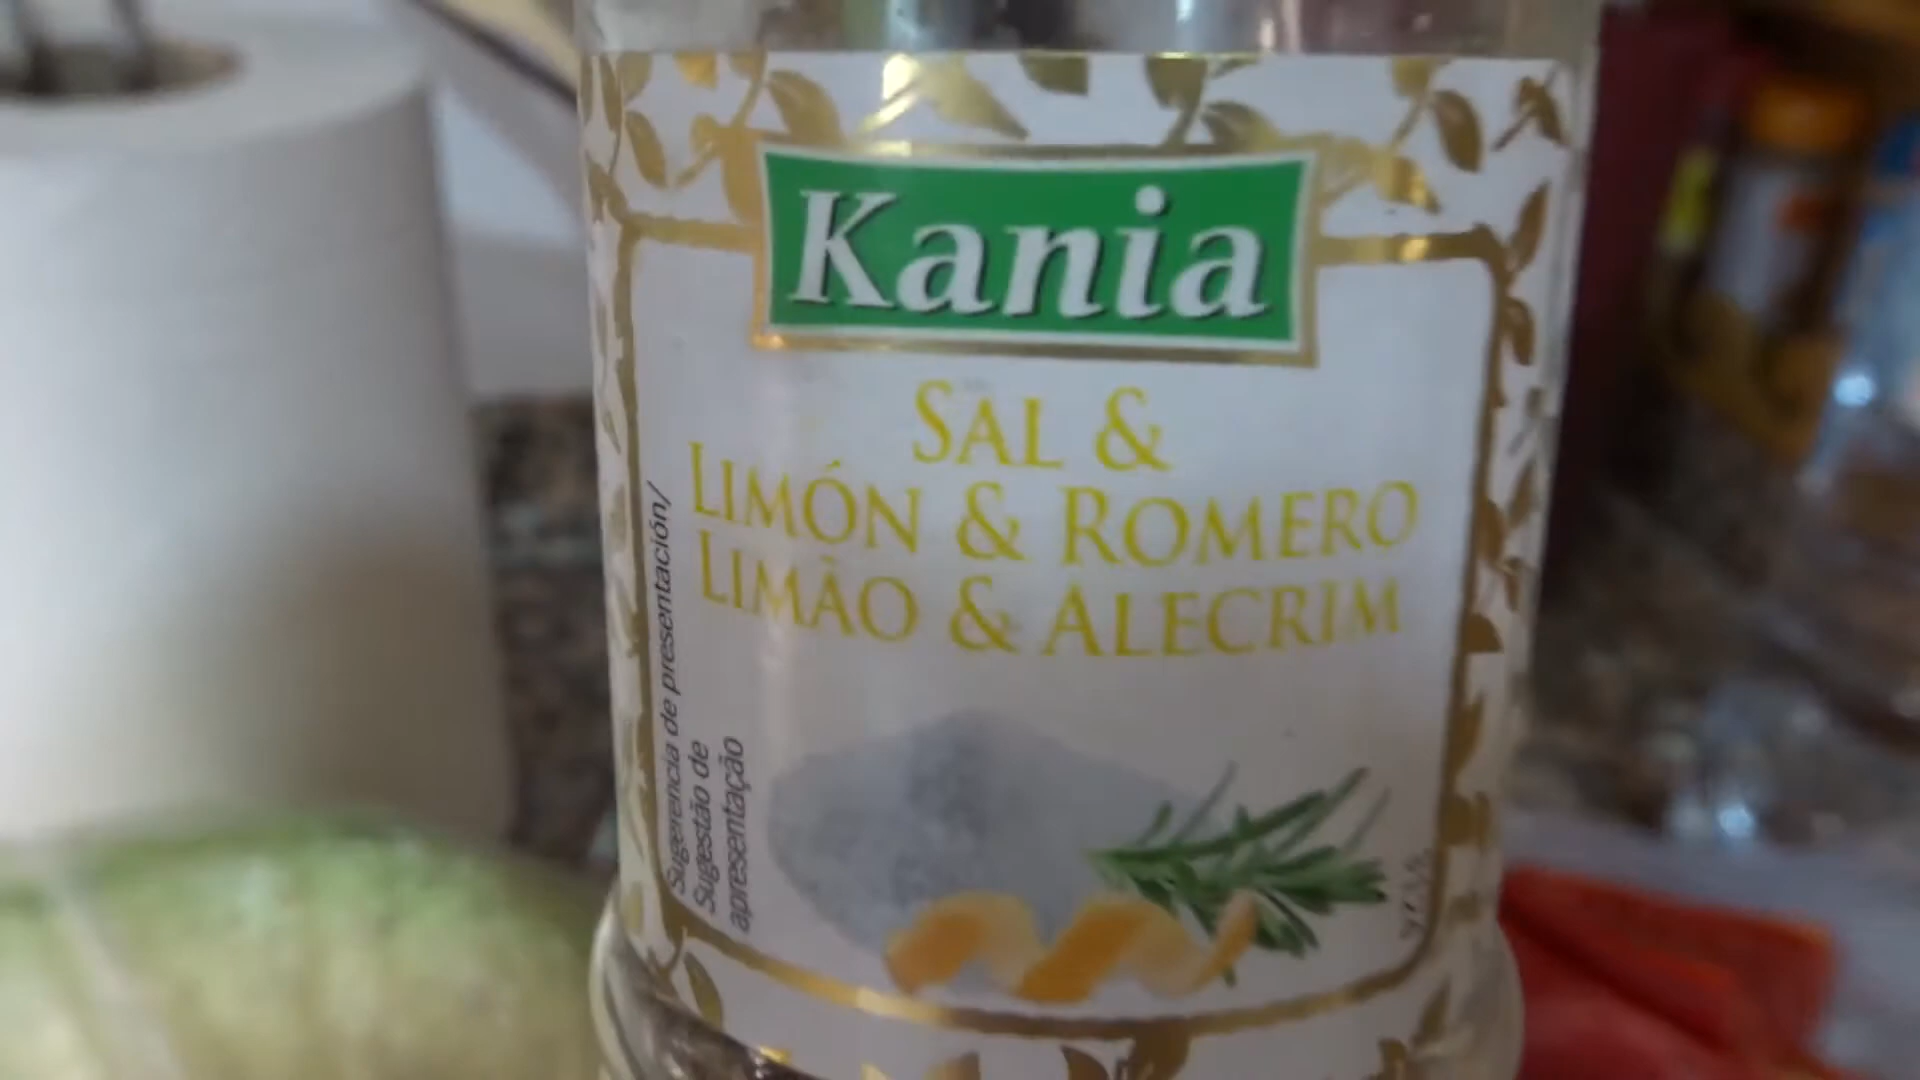 Kania
SAL &
LIMÓN & ROMERO
LIMÃO & ALECRIM
Sugerencia de presentación/
Sugestão de
apresentação